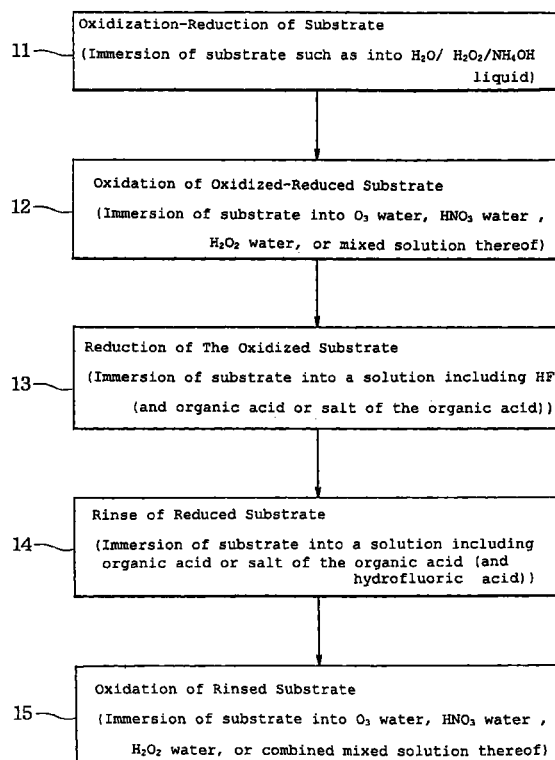 Oxidization-Reduction of Substrate
11
(Immersion of substrate such as into H₂O/ H₂O₂/NH₄OH
liquid)
Oxidation of Oxidized-Reduced Substrate
12
(Immersion of substrate into O₃ water, HNO₃ water ,
H₂O₂ water, or mixed solution thereof)
Reduction of The Oxidized Substrate
13
(Immersion of substrate into a solution including HF
(and organic acid or salt of the organic acid))
Rinse of Reduced Substrate
14
(Immersion of substrate into a solution including
organic acid or salt of the organic acid (and
hydrofluoric acid))
Oxidation of Rinsed Substrate
15
(Immersion of substrate into O₃ water, HNO₃ water ,
H₂O₂ water, or combined mixed solution thereof)